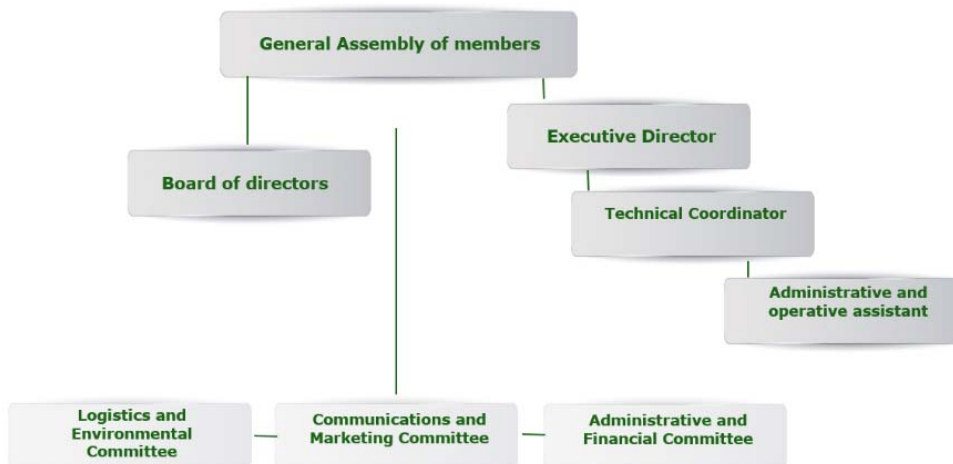 General Assembly of members
Executive Director
Board of directors
Technical Coordinator
Administrative and
operative assistant
Logistics and
Environmental
Committee
Communications and
Marketing Committee
Administrative and
Financial Committee